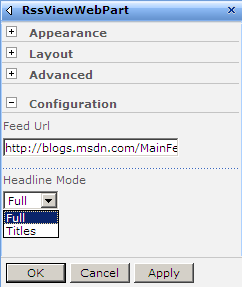 RssViewWebPart
Appearance
Layout
Advanced
Configuration
Feed Url
http://blogs.msdn.com/MainFe
Headline Mode
Full
Full
Titles
OK Cancel Apply